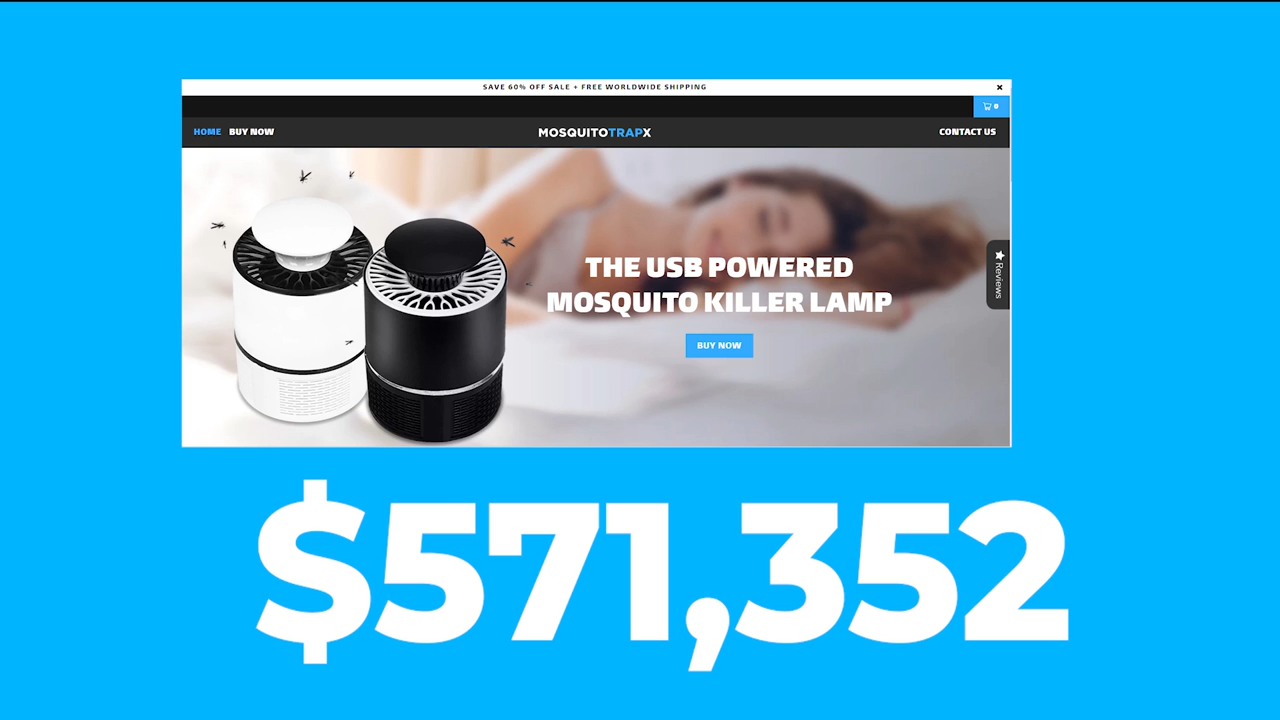 SAVE 60% OFF SALE + FREE WORLDWIDE SHIPPING
0
HOME BUY NOW MOSQUITOTRAPX CONTACT US
Reviews
THE USB POWERED
MOSQUITO KILLER LAMP
BUY NOW
$571,352